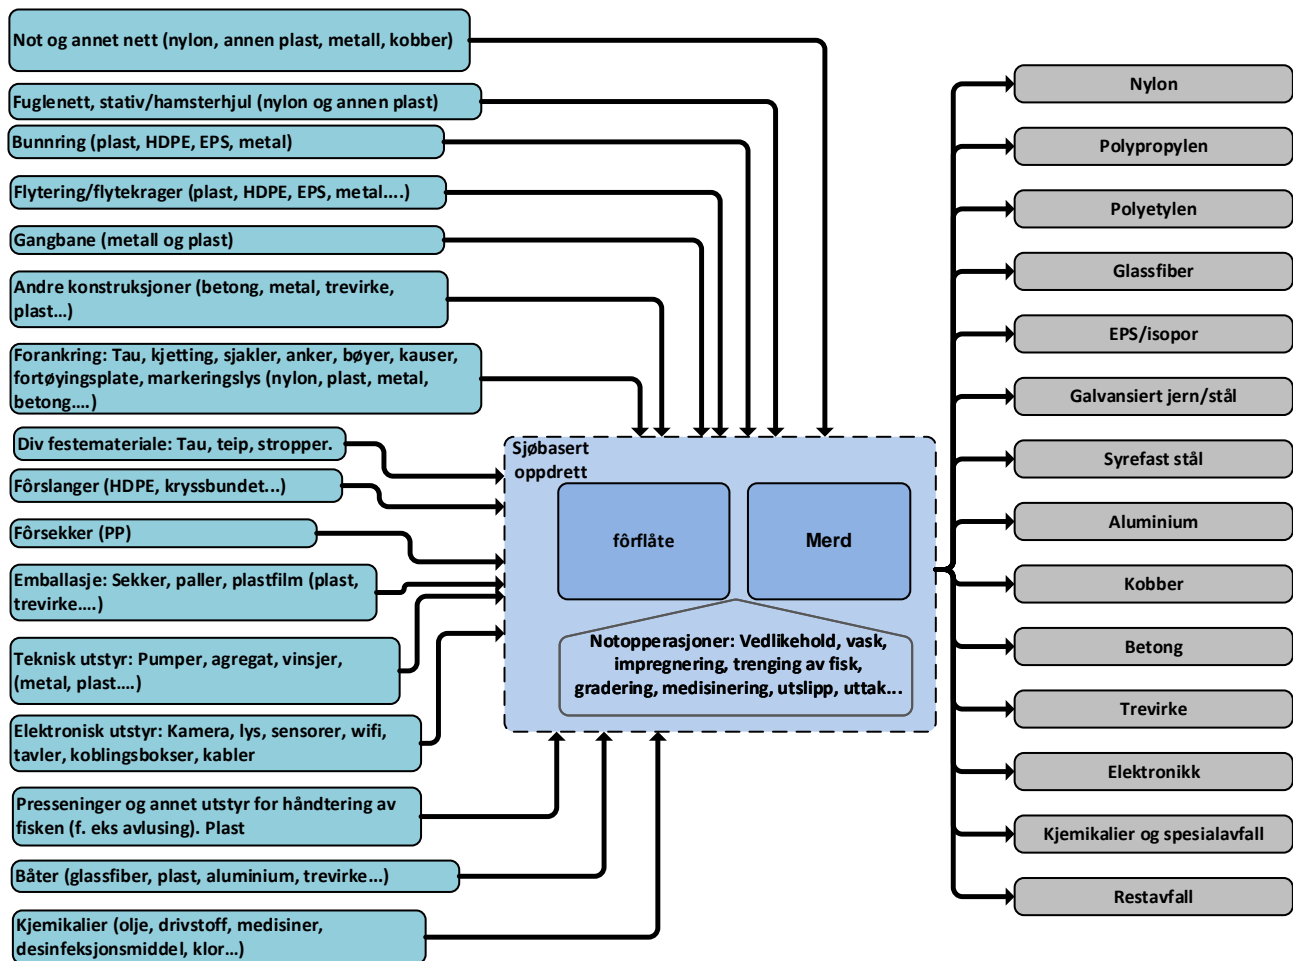 Not og annet nett (nylon, annen plast, metall, kobber)
Fuglenett, stativ/hamsterhjul (nylon og annen plast)
Bunnring (plast, HDPE, EPS, metal)
Flytering/flytekrager (plast, HDPE, EPS, metal....)
Gangbane (metall og plast)
Andre konstruksjoner (betong, metal, trevirke,
plast...)
Forankring: Tau, kjetting, sjakler, anker, bøyer, kauser,
fortøyingsplate, markeringslys (nylon, plast, metal,
betong....)
Div festemateriale: Tau, teip, stropper.
Fôrslanger (HDPE, kryssbundet...)
Fôrsekker (PP)
Emballasje: Sekker, paller, plastfilm (plast,
trevirke....)
Teknisk utstyr: Pumper, agregat, vinsjer,
(metal, plast....)
Elektronisk utstyr: Kamera, lys, sensorer, wifi,
tavler, koblingsbokser, kabler
Presseninger og annet utstyr for håndtering av
fisken (f. eks avlusing). Plast
Båter (glassfiber, plast, aluminium, trevirke...)
Kjemikalier (olje, drivstoff, medisiner,
desinfeksjonsmiddel, klor...)
Sjøbasert
oppdrett
fôrflåte
Merd
Notoperasjoner: Vedlikehold, vask,
impregnering, trenging av fisk,
gradering, medisinering, utslipp, uttak...
Nylon
Polypropylen
Polyetylen
Glassfiber
EPS/isopor
Galvansiert jern/stål
Syrefast stål
Aluminium
Kobber
Betong
Trevirke
Elektronikk
Kjemikalier og spesialavfall
Restavfall